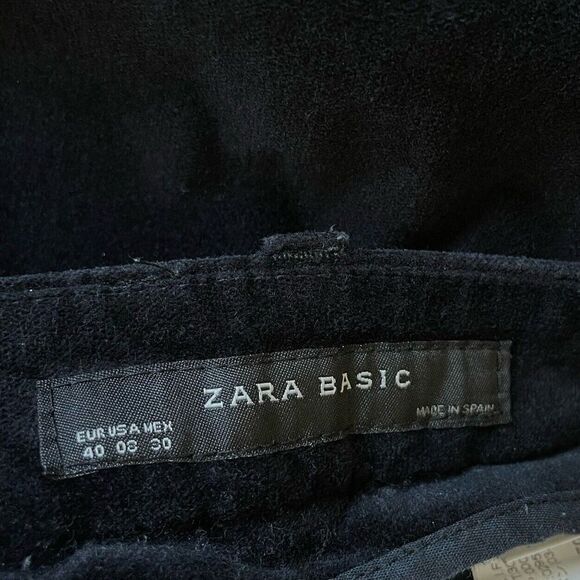 ZARA BASIC
MADE IN SPAIN
EUR USA MEX
40 08 30